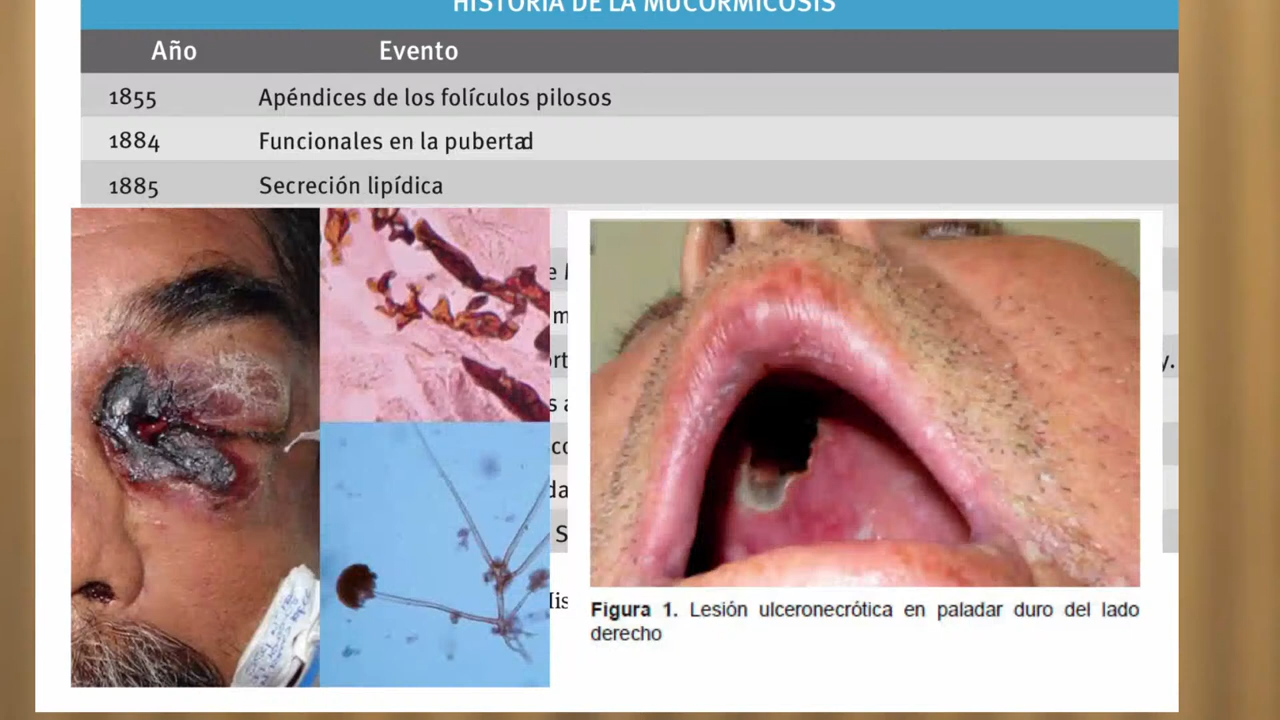 HISTORIA DE LA MUCORMICOSIS
Año Evento
1855 Apéndices de los folículos pilosos
1884 Funcionales en la pubertad
1885 Secreción lipídica
Figura 1. Lesión ulceronecrótica en paladar duro del lado
derecho